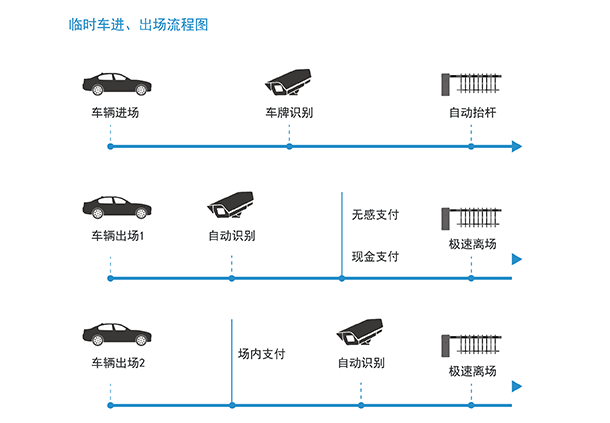 临时车进、出场流程图
车辆进场
车牌识别
自动抬杆
车辆出场1
自动识别
无感支付
现金支付
极速离场
车辆出场2
场内支付
自动识别
极速离场